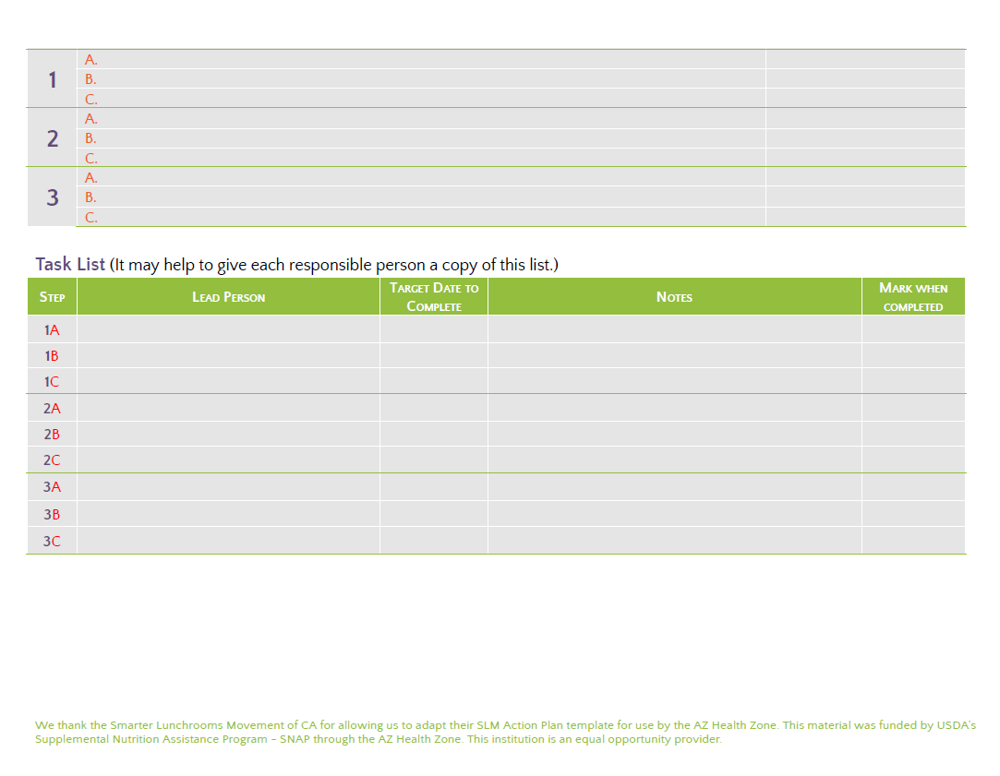 1
A.
B.
C.
2
A.
B.
C.
3
A.
B.
C.
Task List (It may help to give each responsible person a copy of this list.)
Step Lead Person Target Date to Complete Notes Mark when completed
1A
1B
1C
2A
2B
2C
3A
3B
3C
We thank the Smarter Lunchrooms Movement of CA for allowing us to adapt their SLM Action Plan template for use by the AZ Health Zone. This material was funded by USDA's
Supplemental Nutrition Assistance Program – SNAP through the AZ Health Zone. This institution is an equal opportunity provider.